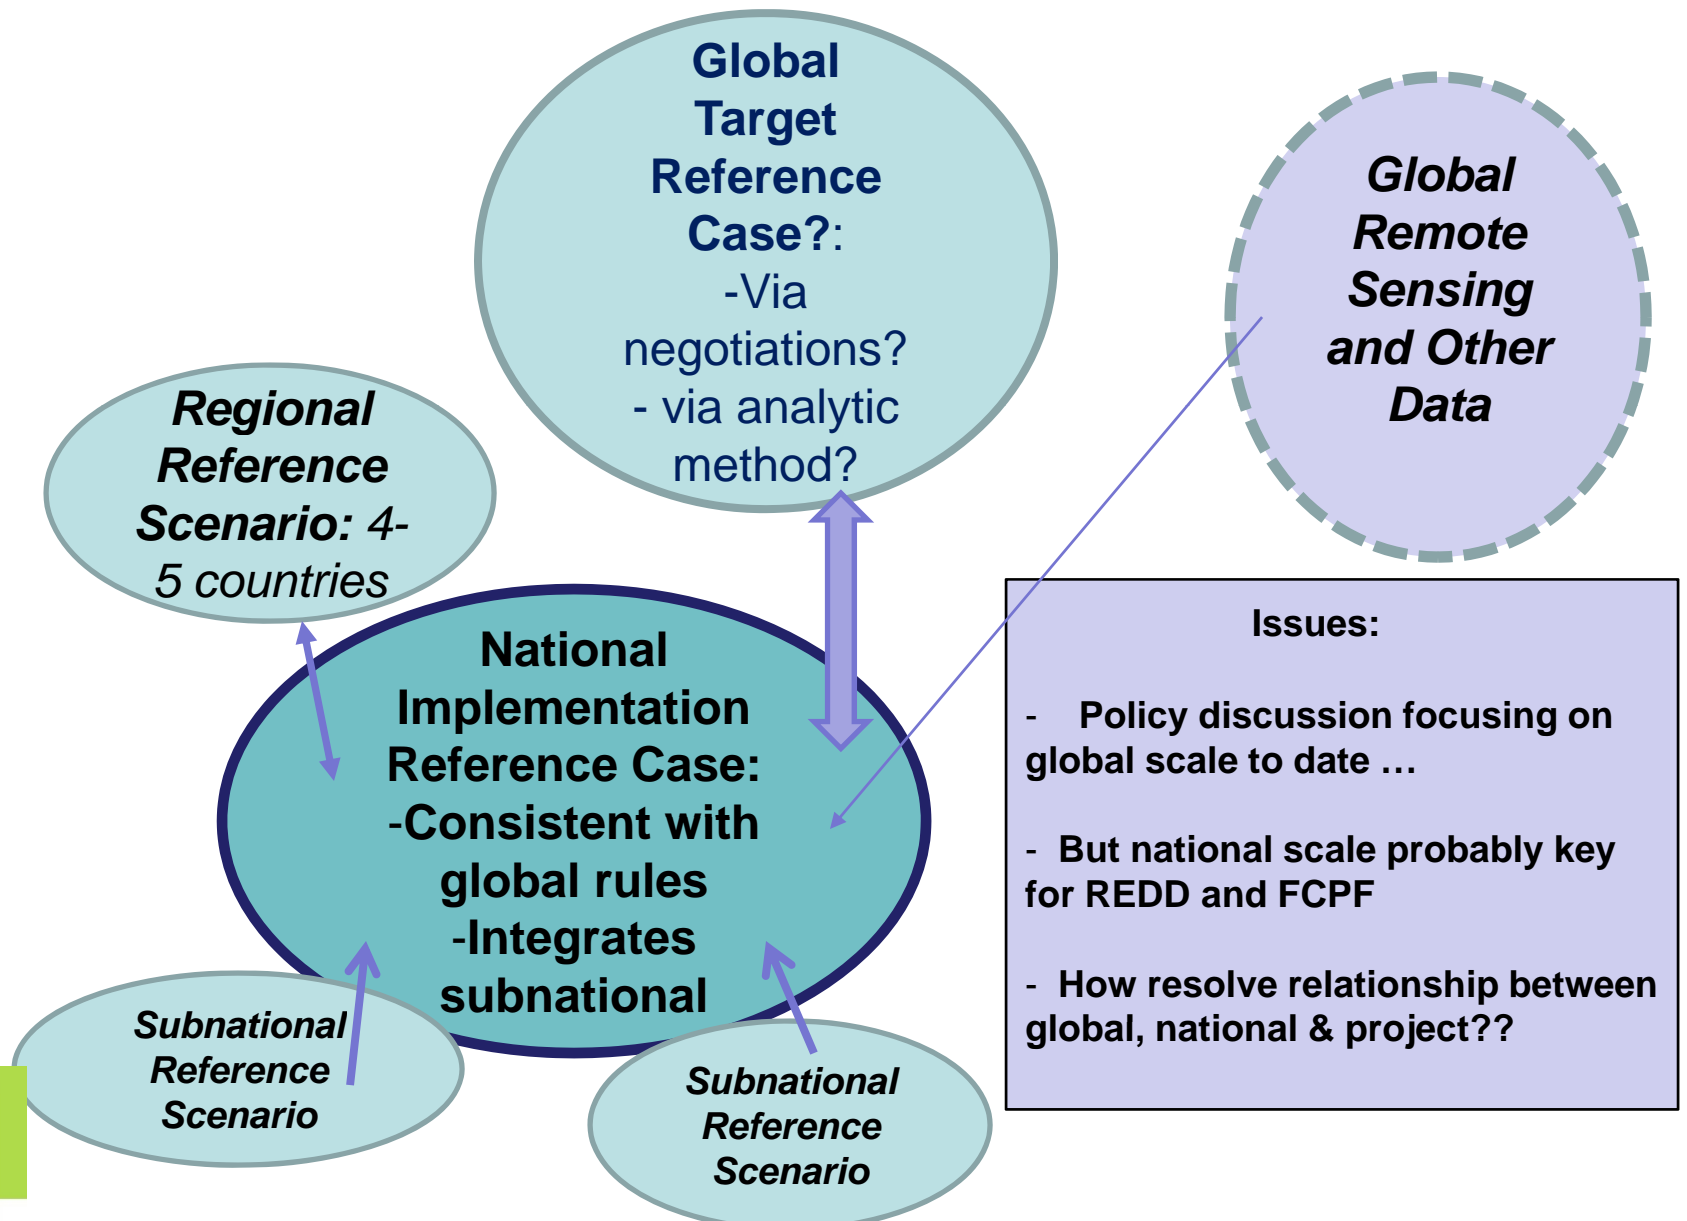 Global
Target
Reference
Case?:
-Via
negotiations?
- via analytic
method?
Global
Remote
Sensing
and Other
Data
Regional
Reference
Scenario: 4-
5 countries
National
Implementation
Reference Case:
-Consistent with
global rules
-Integrates
subnational
Subnational
Reference
Scenario
Subnational
Reference
Scenario
Issues:
- Policy discussion focusing on
global scale to date …
- But national scale probably key
for REDD and FCPF
- How resolve relationship between
global, national & project??